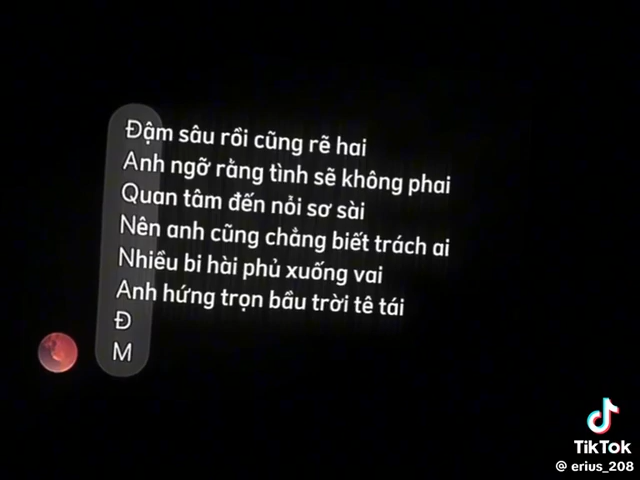 Đậm sâu rồi cũng rẽ hai
Anh ngỡ rằng tình sẽ không phai
Quan tâm đến nỗi sơ sài
Nên anh cũng chẳng biết trách ai
Nhiều bi hài phủ xuống vai
Anh hứng trọn bầu trời tê tái
Đ
M
TikTok
@ erius_208